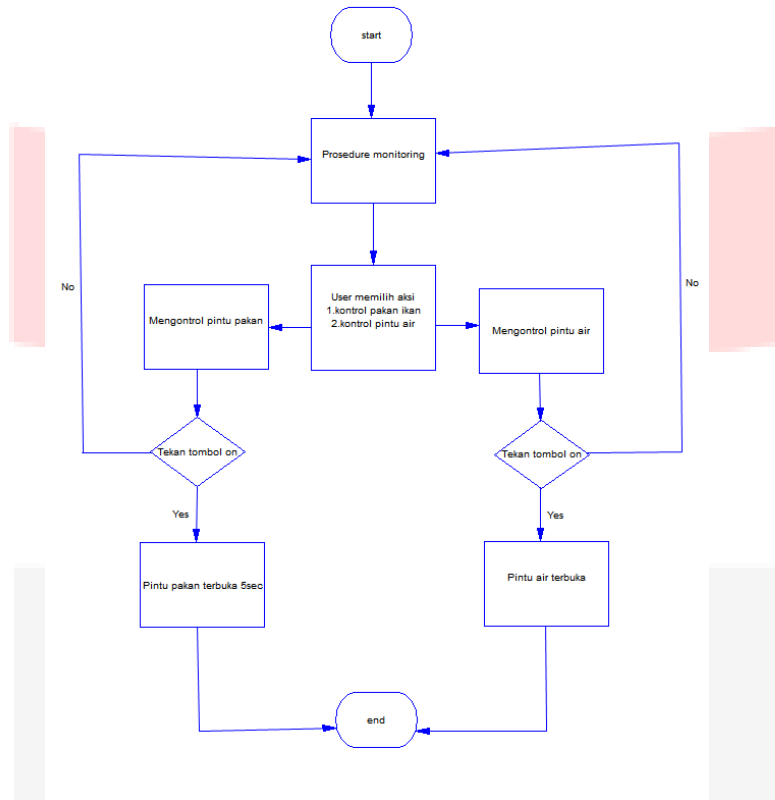 start
Prosedure monitoring
No
No
User memilih aksi
1.kontrol pakan ikan
2.kontrol pintu air
Mengontrol pintu pakan
Mengontrol pintu air
Tekan tombol on
Tekan tombol on
Yes
Yes
Pintu pakan terbuka 5sec
Pintu air terbuka
end